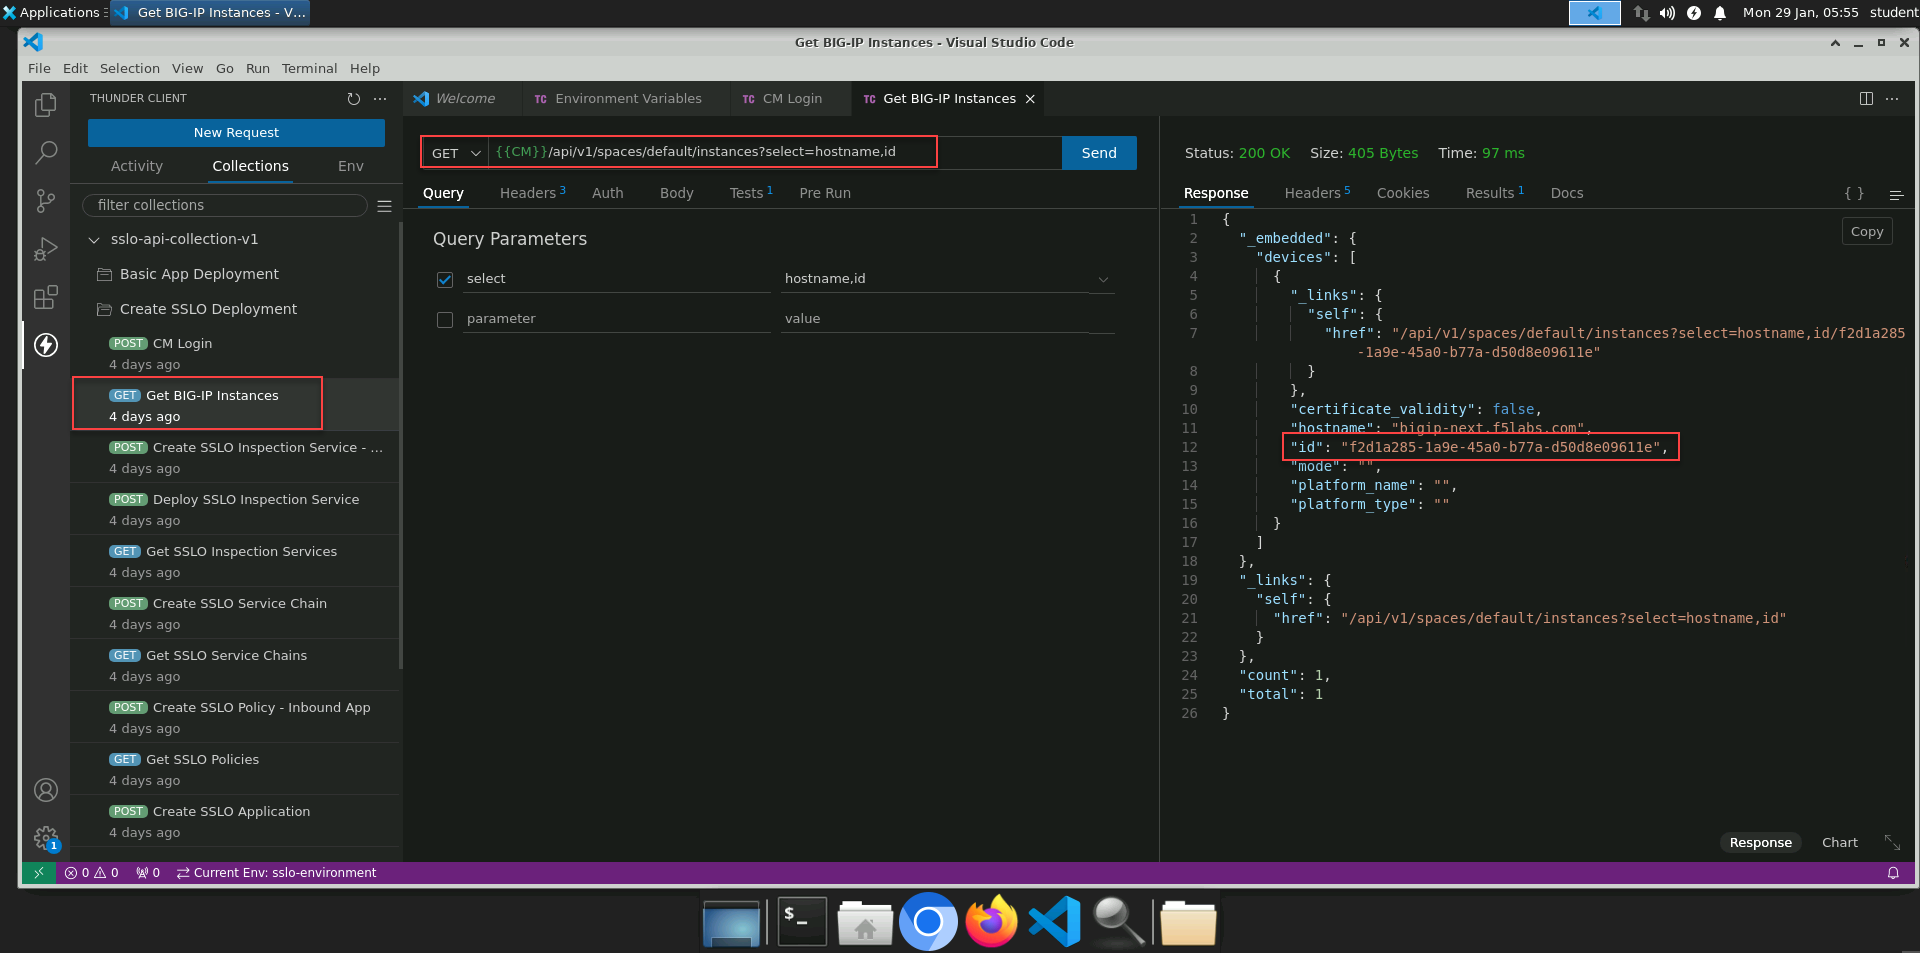 Applications
Get BIG-IP Instances - V...
Mon 29 Jan, 05:55
student
Get BIG-IP Instances - Visual Studio Code
File Edit Selection View Go Run Terminal Help
THUNDER CLIENT
New Request
Activity Collections Env
filter collections
sslo-api-collection-v1
Basic App Deployment
Create SSLO Deployment
POST CM Login
4 days ago
GET Get BIG-IP Instances
4 days ago
POST Create SSLO Inspection Service - ...
4 days ago
POST Deploy SSLO Inspection Service
4 days ago
GET Get SSLO Inspection Services
4 days ago
POST Create SSLO Service Chain
4 days ago
GET Get SSLO Service Chains
4 days ago
POST Create SSLO Policy - Inbound App
4 days ago
GET Get SSLO Policies
4 days ago
POST Create SSLO Application
4 days ago
1
Welcome
TC Environment Variables
TC CM Login
TC Get BIG-IP Instances
GET {{CM}}/api/v1/spaces/default/instances?select=hostname,id Send
Query Headers 3 Auth Body Tests 1 Pre Run
Query Parameters
select hostname,id
parameter value
Status: 200 OK Size: 405 Bytes Time: 97 ms
Response Headers 5 Cookies Results 1 Docs { }
Copy
1 {
2 "_embedded": {
3 "devices": [
4 {
5 "_links": {
6 "self": {
7 "href": "/api/v1/spaces/default/instances?select=hostname,id/f2d1a285
-1a9e-45a0-b77a-d50d8e09611e"
8 }
9 },
10 "certificate_validity": false,
11 "hostname": "bigip-next.f5labs.com",
12 "id": "f2d1a285-1a9e-45a0-b77a-d50d8e09611e",
13 "mode": "",
14 "platform_name": "",
15 "platform_type": ""
16 }
17 ]
18 },
19 "_links": {
20 "self": {
21 "href": "/api/v1/spaces/default/instances?select=hostname,id"
22 }
23 },
24 "count": 1,
25 "total": 1
26 }
Response Chart
0 0 0 Current Env: sslo-environment
$_